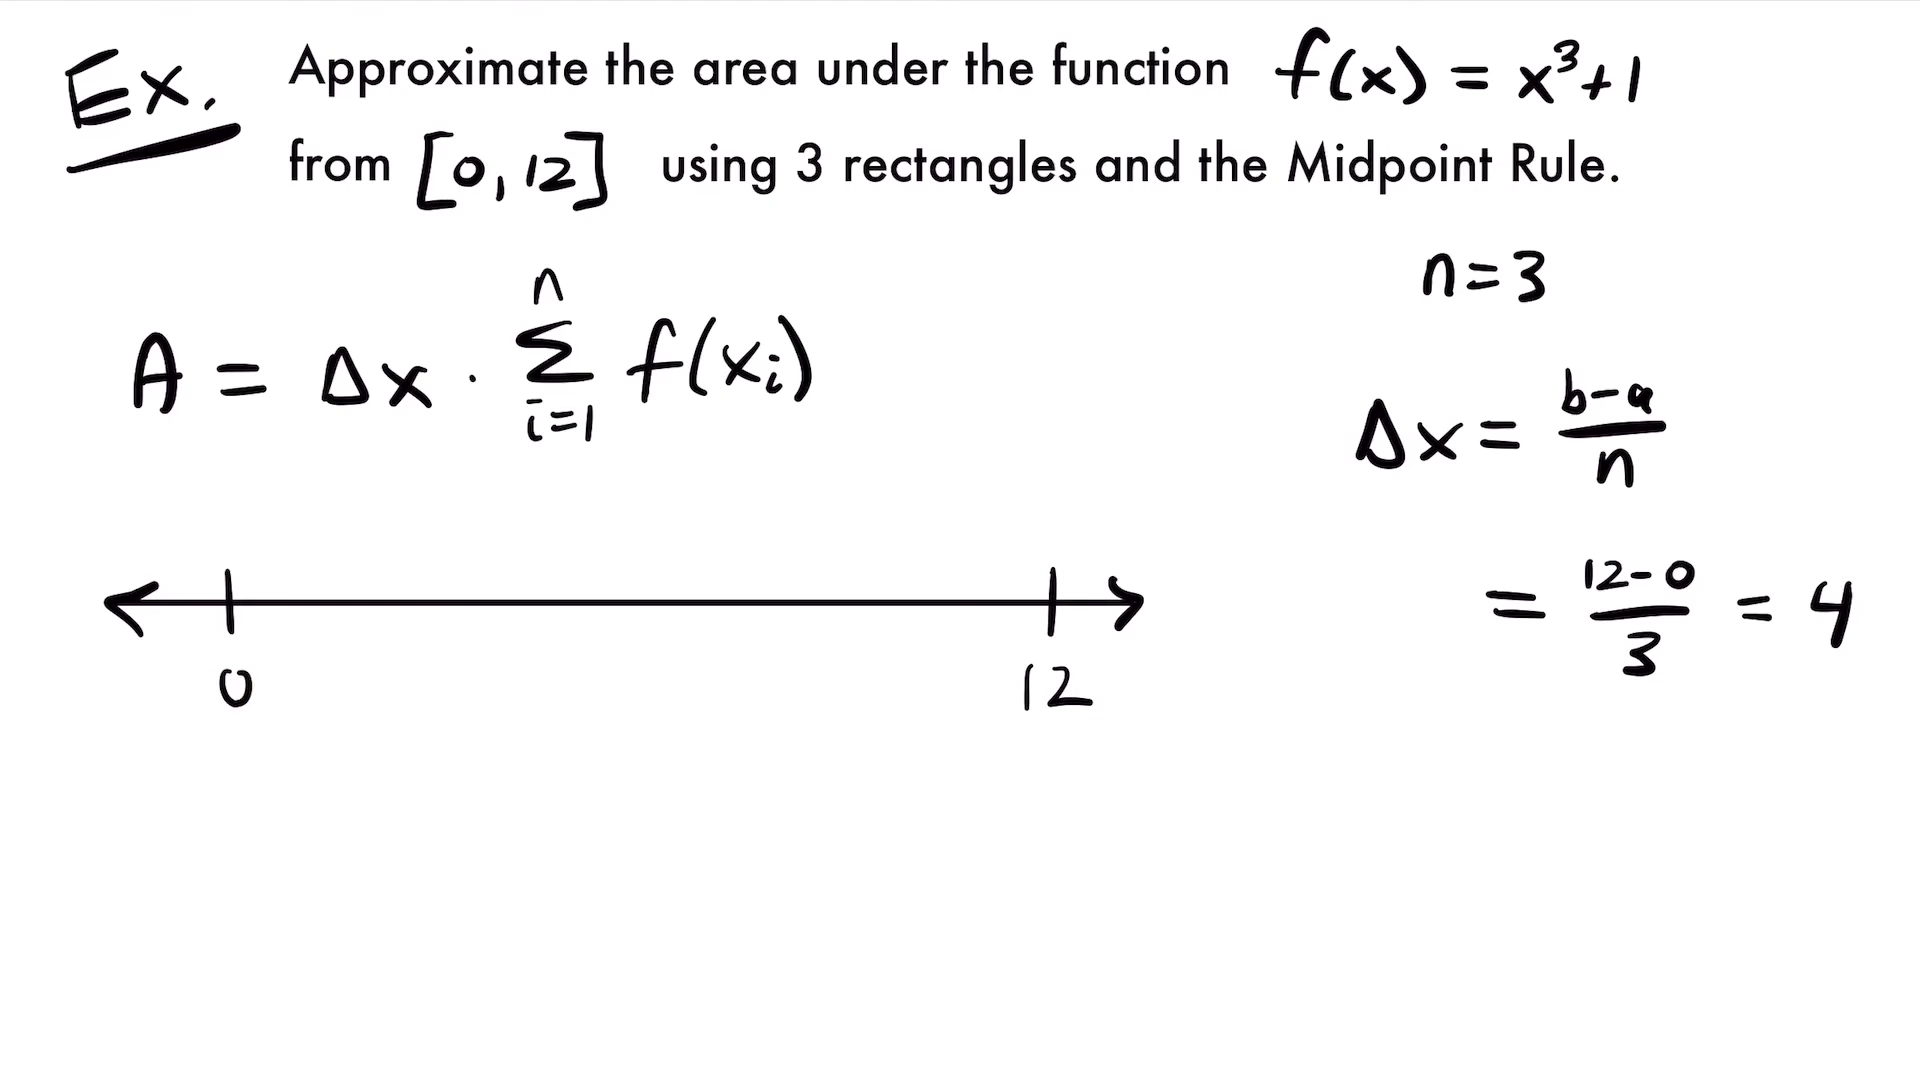 Ex. Approximate the area under the function f(x) = x³+1
from [0,12] using 3 rectangles and the Midpoint Rule.
n=3
A = Δx · Σ f(xᵢ)
n
i=1
Δx = b-a
n
= 12-0 = 4
3
0 12